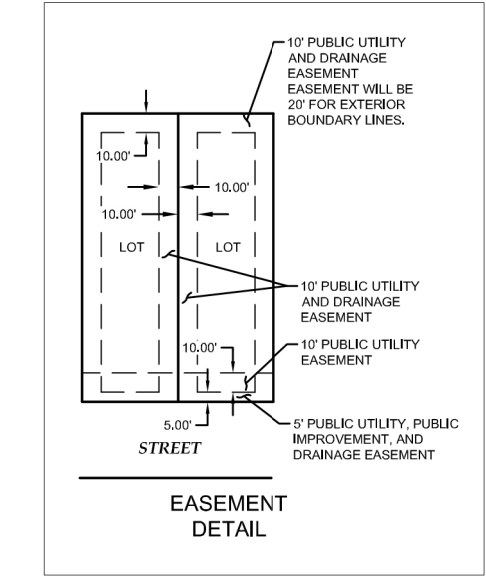 10' PUBLIC UTILITY
AND DRAINAGE
EASEMENT
EASEMENT WILL BE
20' FOR EXTERIOR
BOUNDARY LINES.
10.00'
10.00'
10.00'
LOT
LOT
10' PUBLIC UTILITY
AND DRAINAGE
EASEMENT
10.00'
10' PUBLIC UTILITY
EASEMENT
5.00'
5' PUBLIC UTILITY, PUBLIC
IMPROVEMENT, AND
DRAINAGE EASEMENT
STREET
EASEMENT
DETAIL